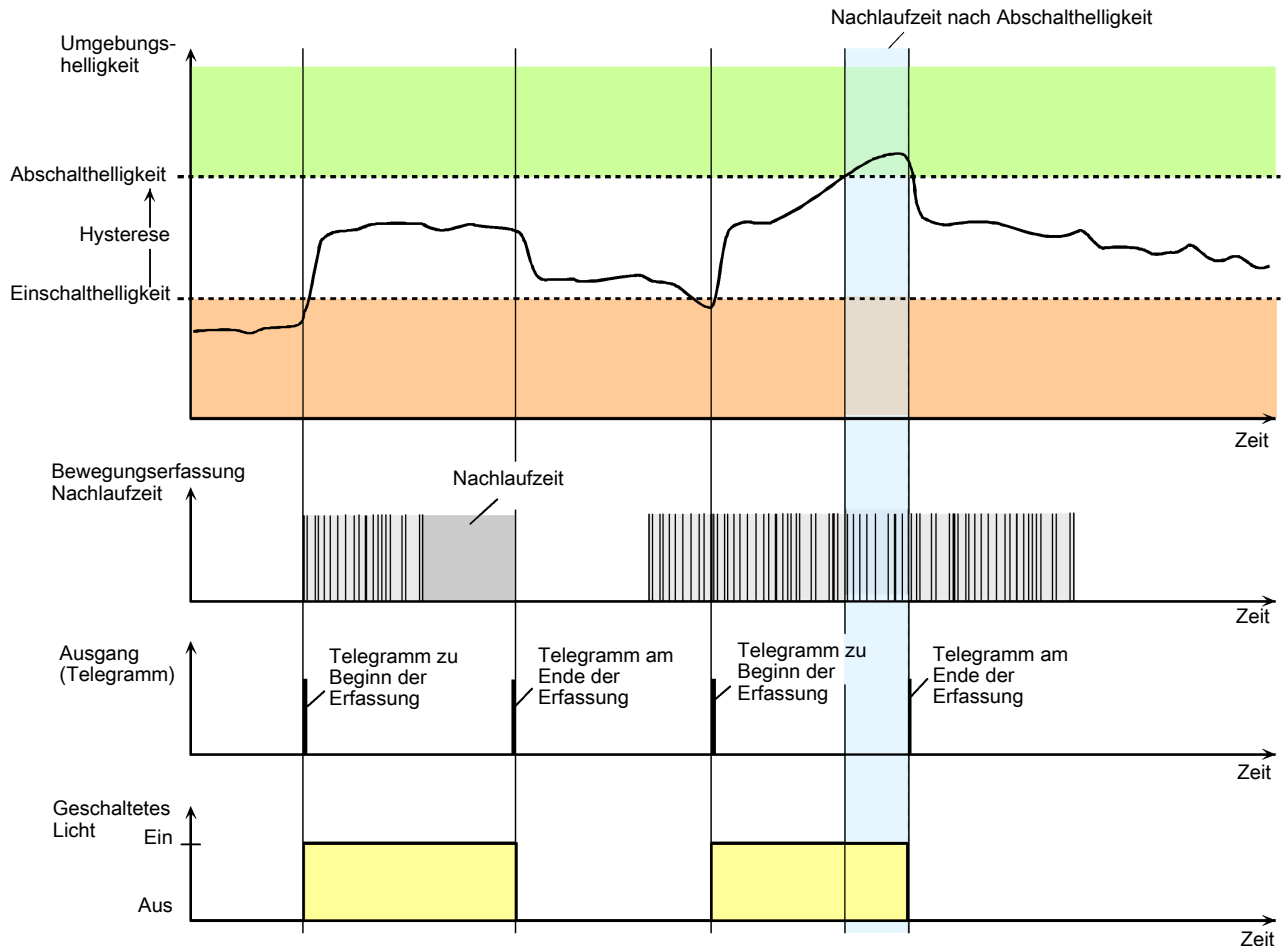 Nachlaufzeit nach Abschalthelligkeit
Umgebungs-
helligkeit
Abschalthelligkeit
Hysterese
Einschalthelligkeit
Zeit
Bewegungserfassung
Nachlaufzeit
Nachlaufzeit
Zeit
Ausgang
(Telegramm)
Telegramm zu
Beginn der
Erfassung
Telegramm am
Ende der
Erfassung
Telegramm zu
Beginn der
Erfassung
Telegramm am
Ende der
Erfassung
Zeit
Geschaltetes
Licht
Ein
Aus
Zeit